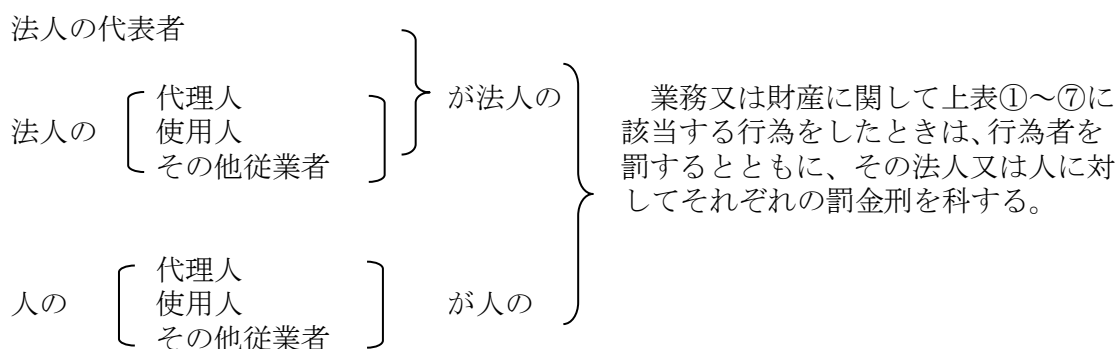 法人の代表者
代理人
が法人の
法人の 使用人
その他従業者
業務又は財産に関して上表①~⑦に
該当する行為をしたときは、行為者を
罰するとともに、その法人又は人に対
してそれぞれの罰金刑を科する。
代理人
人の 使用人 が人の
その他従業者